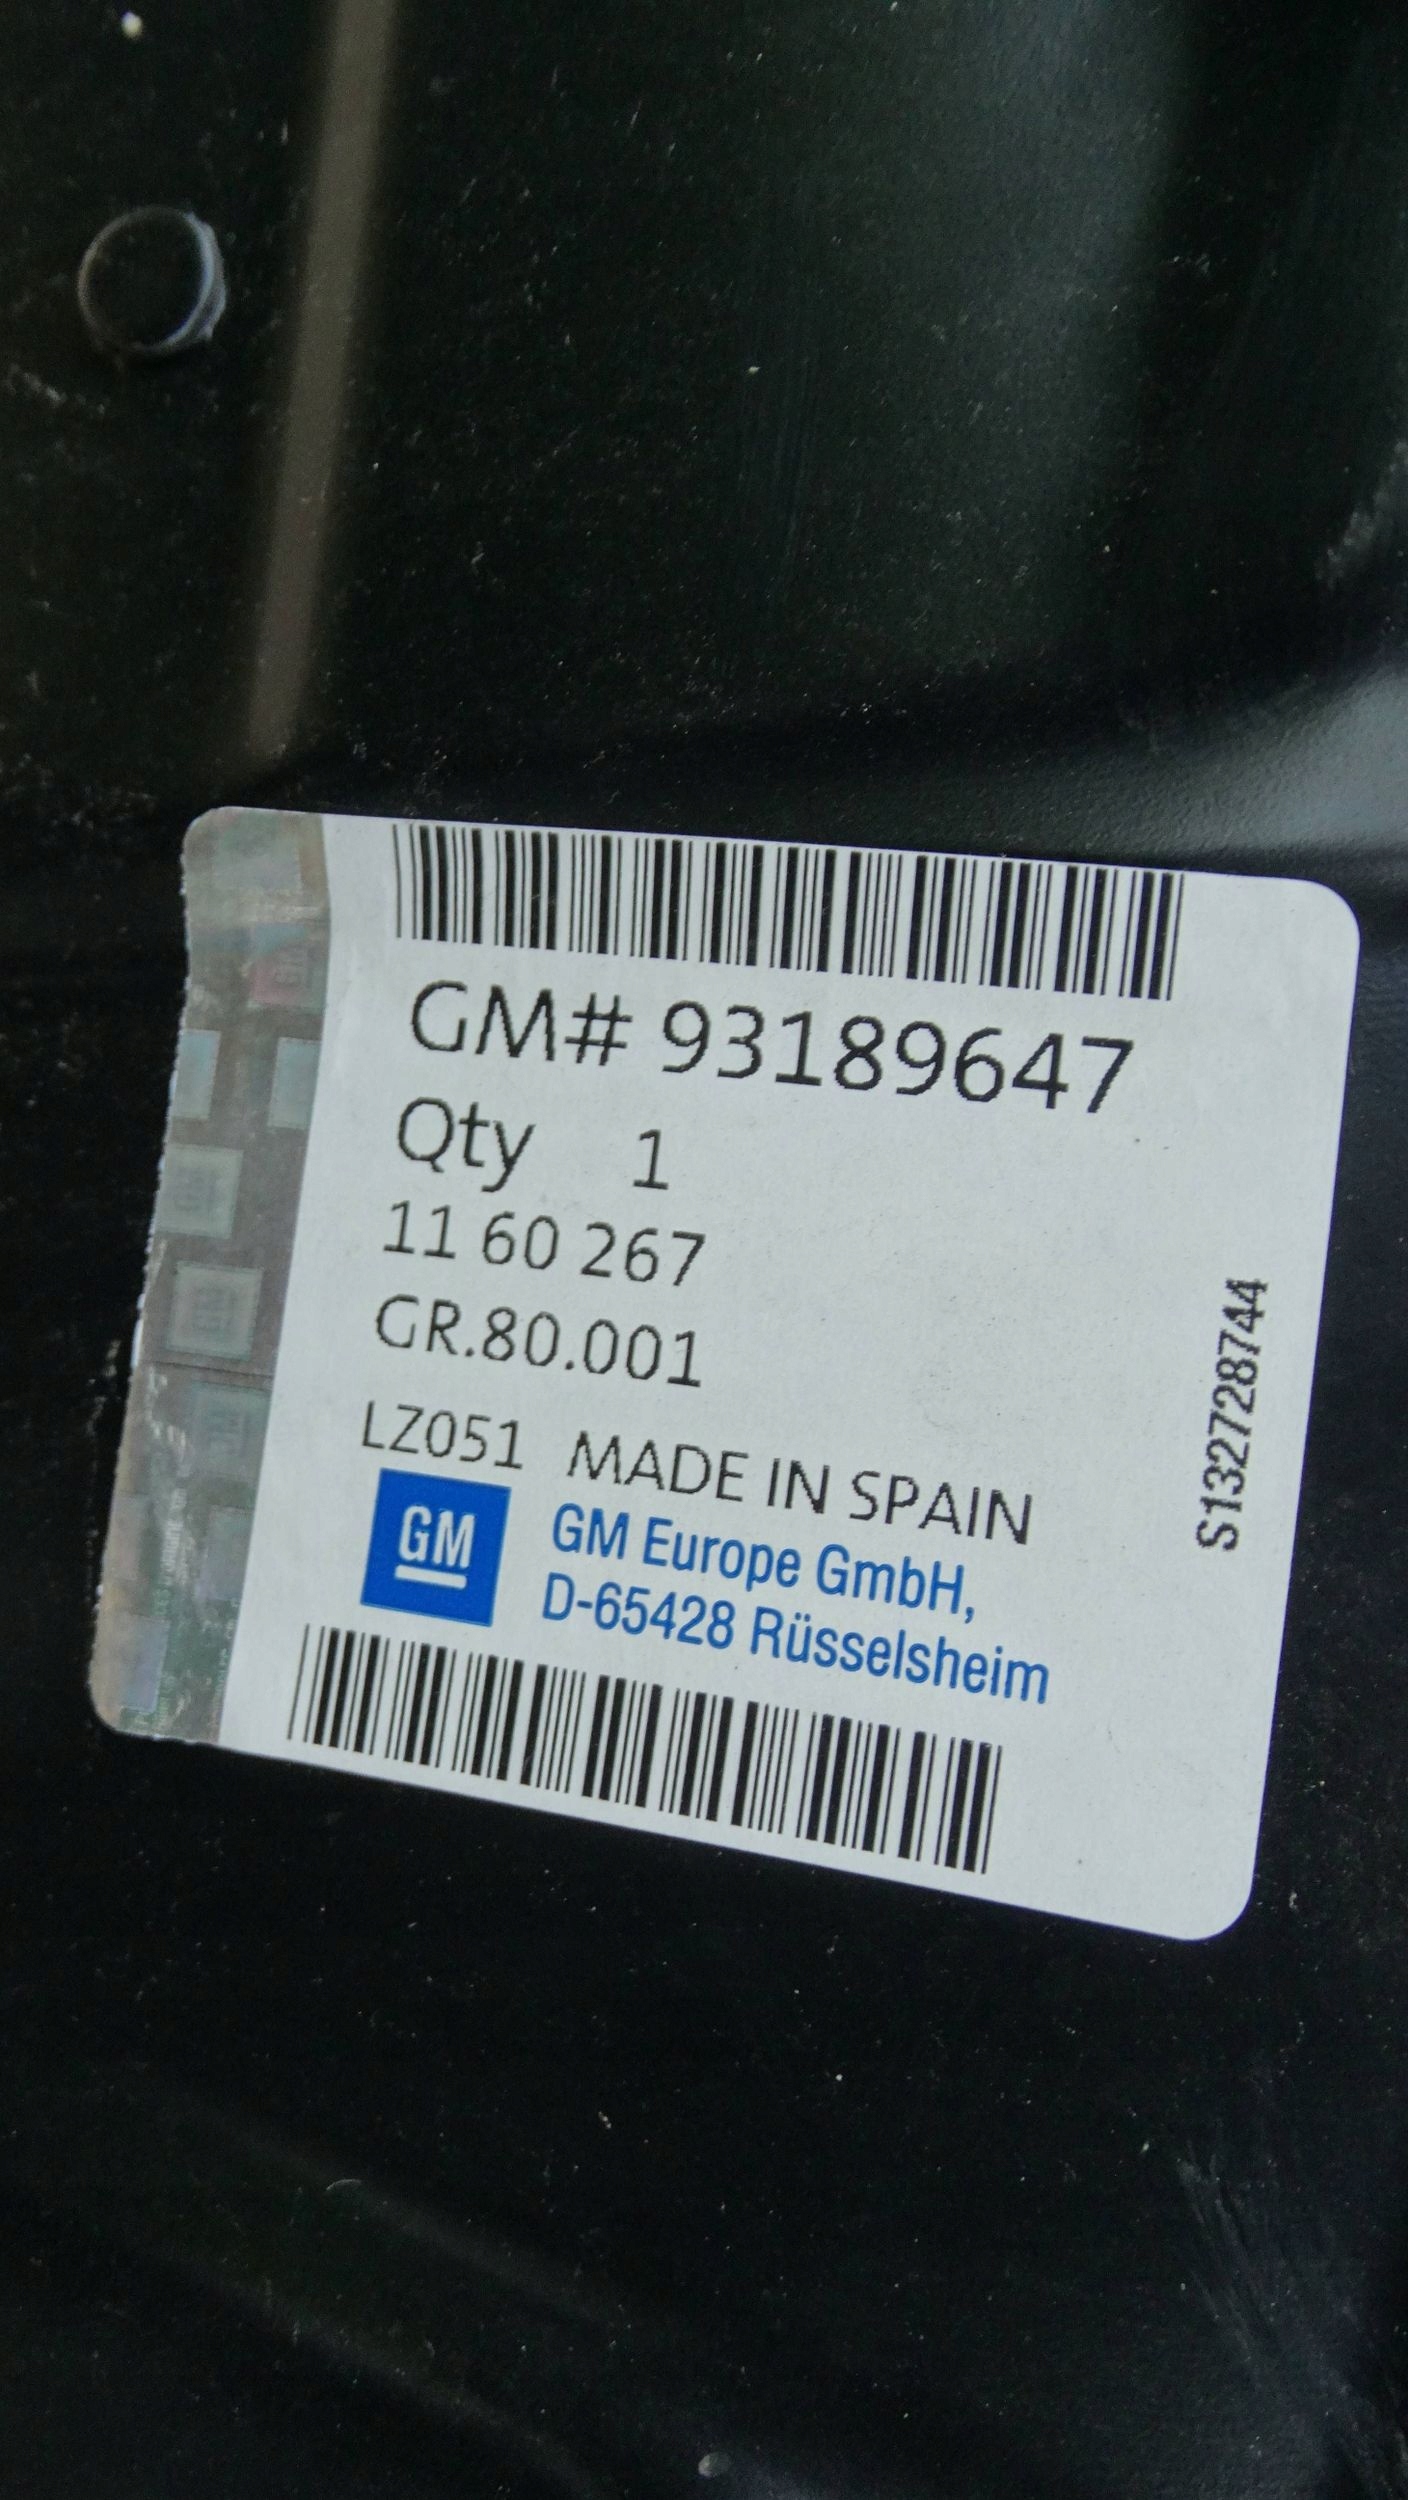 GM# 93189647
Qty 1
11 60 267
GR.80.001
LZ051 MADE IN SPAIN
GM
GM Europe GmbH,
D-65428 Rüsselsheim
S132728744